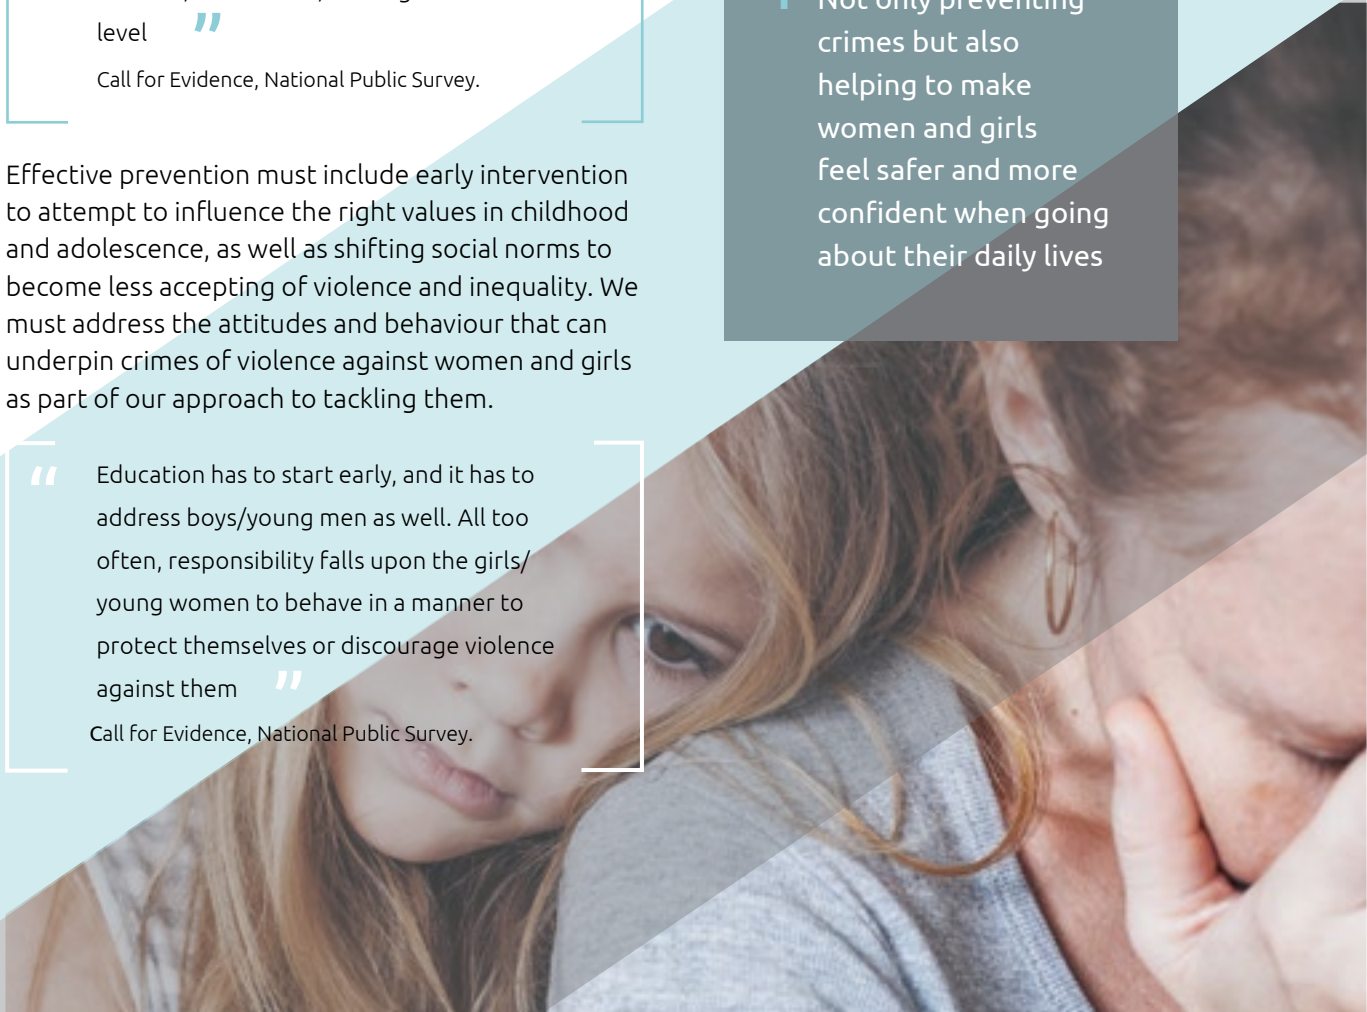 level ”
Call for Evidence, National Public Survey.
Effective prevention must include early intervention
to attempt to influence the right values in childhood
and adolescence, as well as shifting social norms to
become less accepting of violence and inequality. We
must address the attitudes and behaviour that can
underpin crimes of violence against women and girls
as part of our approach to tackling them.
“ Education has to start early, and it has to
address boys/young men as well. All too
often, responsibility falls upon the girls/
young women to behave in a manner to
protect themselves or discourage violence
against them ”
Call for Evidence, National Public Survey.
Not only preventing
crimes but also
helping to make
women and girls
feel safer and more
confident when going
about their daily lives